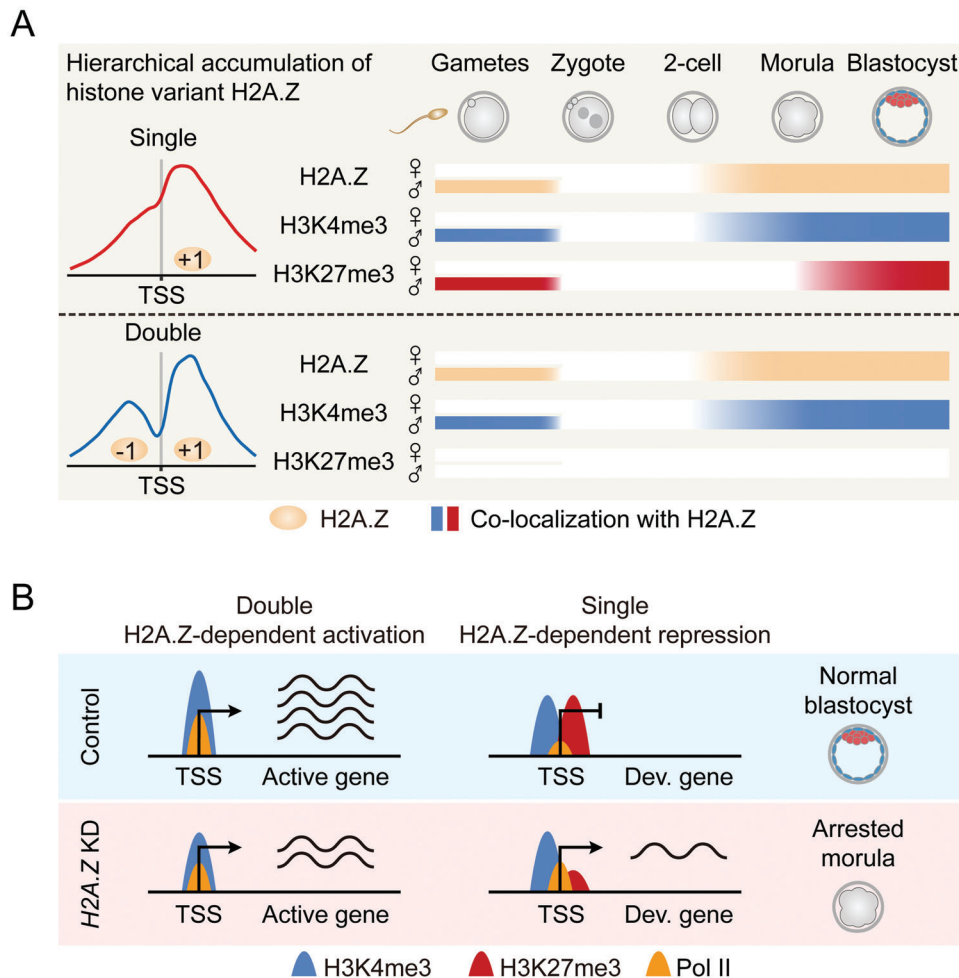 A
Hierarchical accumulation of
histone variant H2A.Z
Gametes Zygote 2-cell Morula Blastocyst
Single
+1
TSS
H2A.Z ♀ ♂
H3K4me3 ♀ ♂
H3K27me3 ♀ ♂
Double
-1 +1
TSS
H2A.Z ♀ ♂
H3K4me3 ♀ ♂
H3K27me3 ♀ ♂
H2A.Z Co-localization with H2A.Z
B
Double
H2A.Z-dependent activation
Single
H2A.Z-dependent repression
Control
TSS Active gene
TSS Dev. gene
Normal
blastocyst
H2A.Z KD
TSS Active gene
TSS Dev. gene
Arrested
morula
H3K4me3 H3K27me3 Pol II